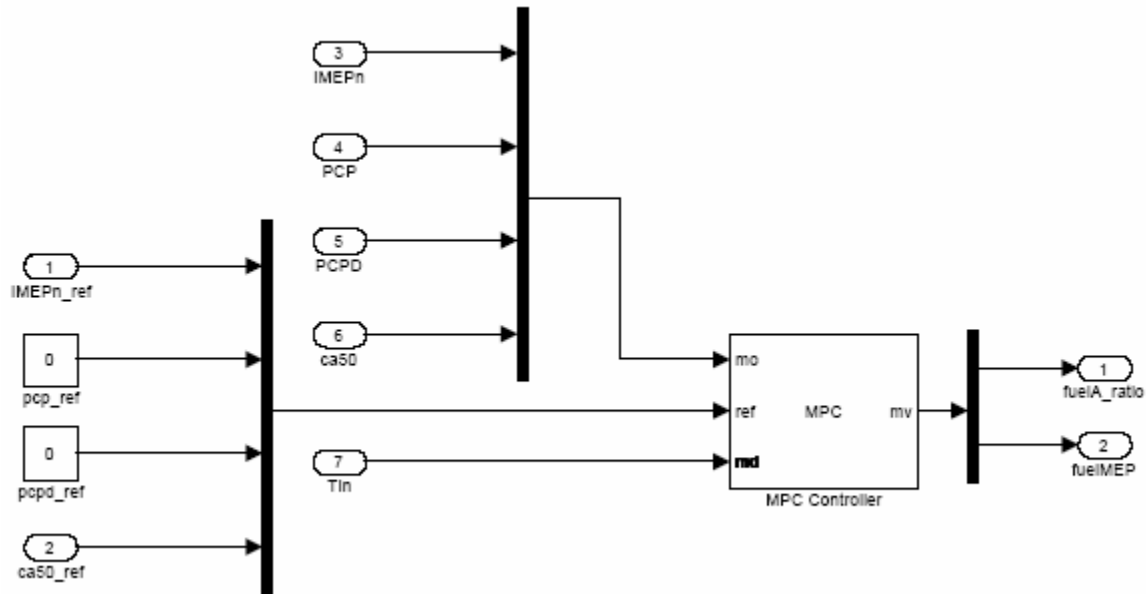 3
IMEPn
4
PCP
5
PCPD
6
ca50
1
IMEPn_ref
0
pcp_ref
0
pcpd_ref
2
ca50_ref
7
TIn
mo
ref
MPC
mv
md
MPC Controller
1
fuelA_ratio
2
fuelMEP